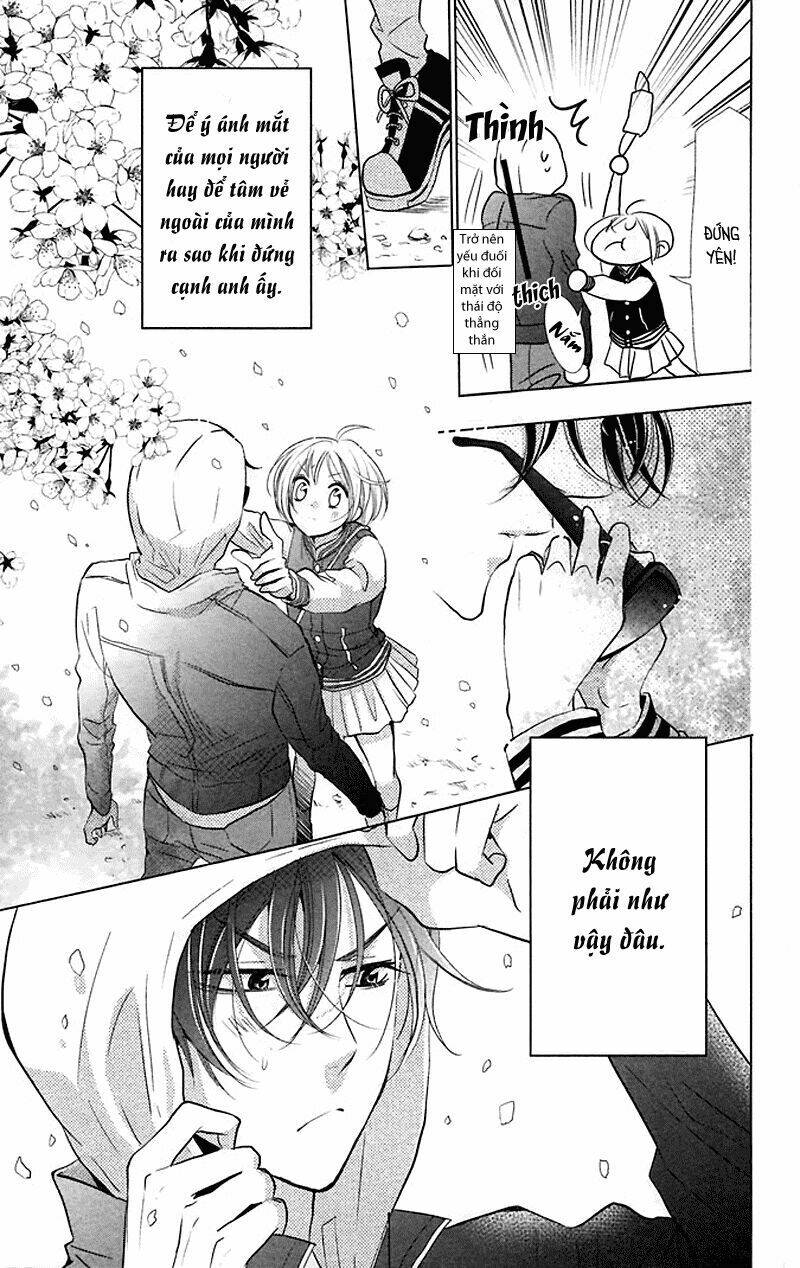 ĐỨNG
YÊN!
Thình
thịch
Nắm
Trở nên
yếu đuối
khi đối
mặt với
thái độ
thẳng
thắn
Để ý ánh mắt
của mọi người
hay để tâm vẻ
ngoài của mình
ra sao khi đứng
cạnh anh ấy.
Không
phải như
vậy đâu.